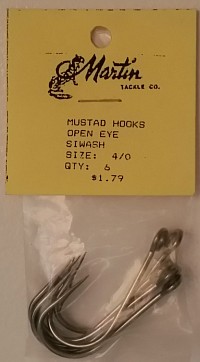 Martin
TACKLE CO.
MUSTAD HOOKS
OPEN EYE
SIWASH
SIZE: 4/0
QTY: 6
$1.79